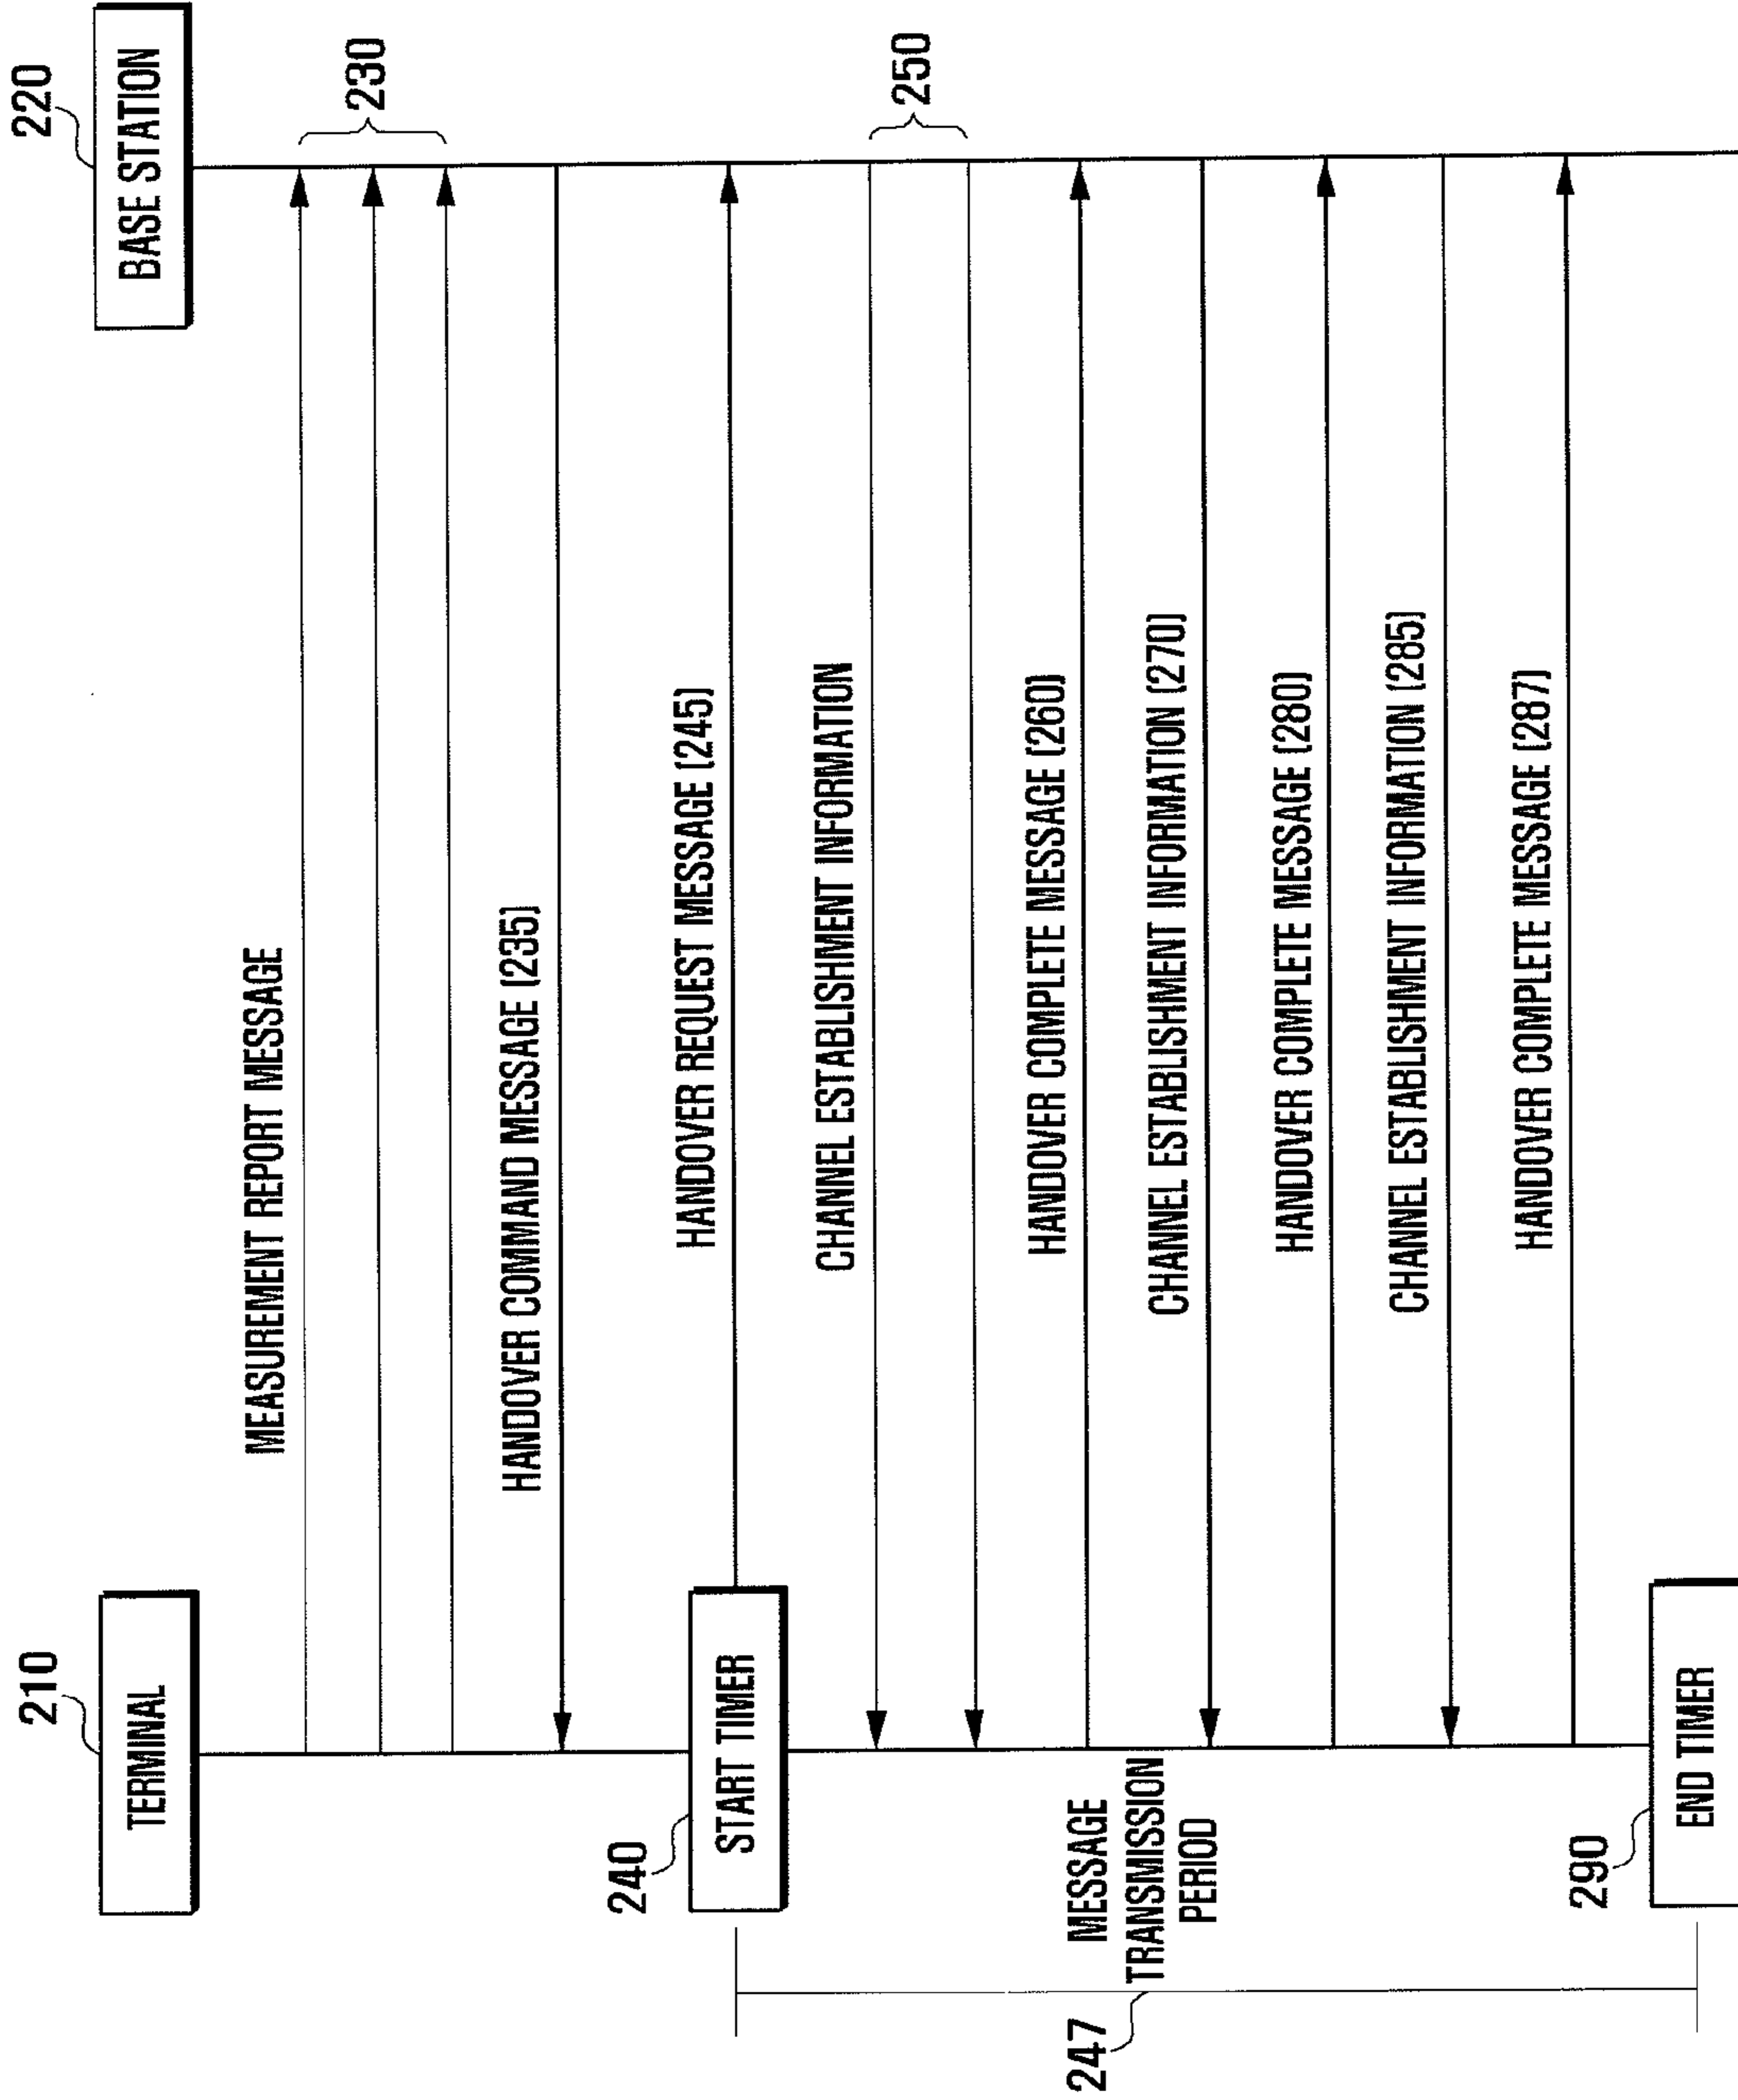 210
TERMINAL
220
BASE STATION
MEASUREMENT REPORT MESSAGE
230
HANDOVER COMMAND MESSAGE (235)
240
START TIMER
HANDOVER REQUEST MESSAGE (245)
CHANNEL ESTABLISHMENT INFORMATION
250
HANDOVER COMPLETE MESSAGE (260)
247
MESSAGE
TRANSMISSION
PERIOD
CHANNEL ESTABLISHMENT INFORMATION (270)
HANDOVER COMPLETE MESSAGE (280)
CHANNEL ESTABLISHMENT INFORMATION (285)
HANDOVER COMPLETE MESSAGE (287)
290
END TIMER